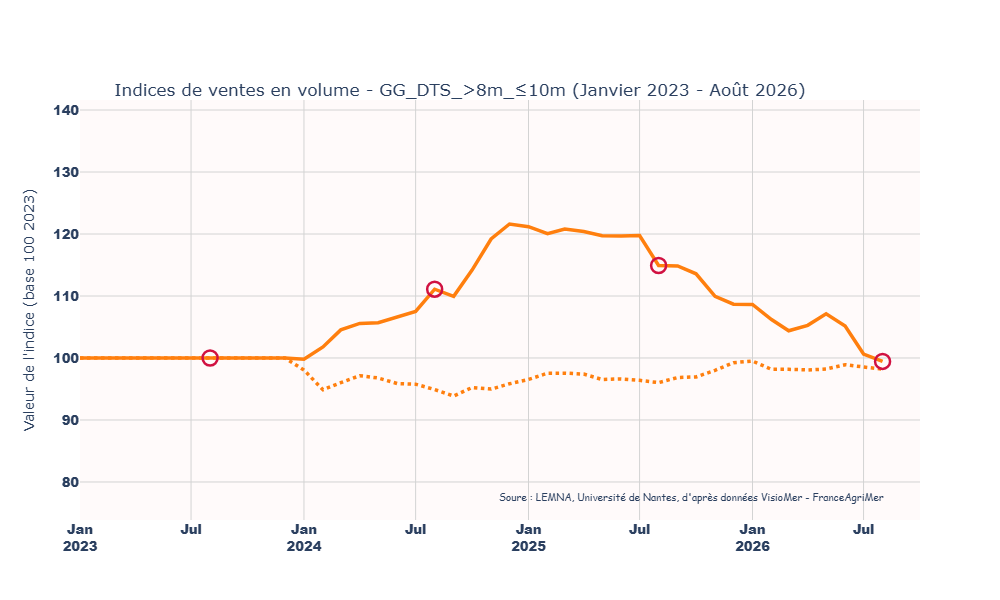 Indices de ventes en volume - GG_DTS_>8m_≤10m (Janvier 2023 - Août 2026)
Valeur de l'indice (base 100 2023)
140
130
120
110
100
90
80
Soure : LEMNA, Université de Nantes, d'après données VisioMer - FranceAgriMer
Jan Jul Jan Jul Jan Jul Jan Jul
2023 2024 2025 2026